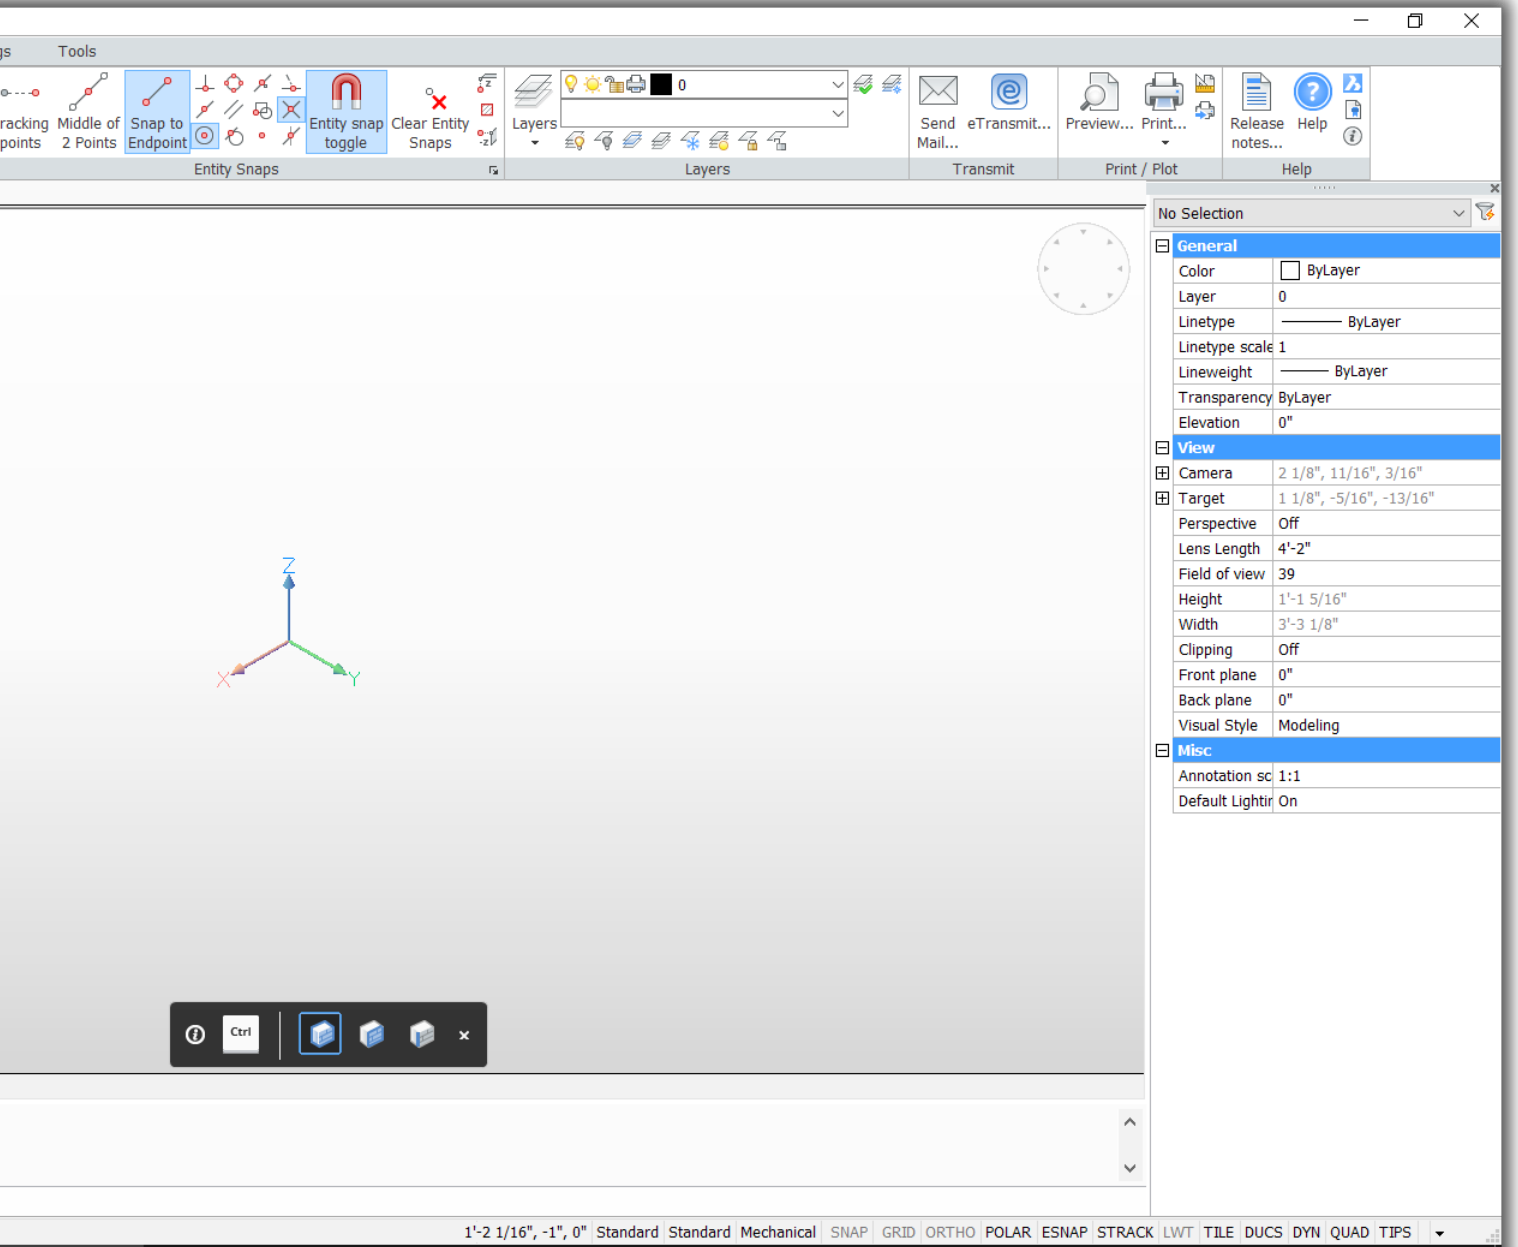 gs Tools
racking points
Middle of 2 Points
Snap to Endpoint
Entity snap toggle
Clear Entity Snaps
Entity Snaps
Layers
0
Layers
Send Mail...
eTransmit...
Transmit
Preview...
Print...
Print / Plot
Release notes...
Help
Help
No Selection
General
Color ByLayer
Layer 0
Linetype ByLayer
Linetype scale 1
Lineweight ByLayer
Transparency ByLayer
Elevation 0"
View
Camera 2 1/8", 11/16", 3/16"
Target 1 1/8", -5/16", -13/16"
Perspective Off
Lens Length 4'-2"
Field of view 39
Height 1'-1 5/16"
Width 3'-3 1/8"
Clipping Off
Front plane 0"
Back plane 0"
Visual Style Modeling
Misc
Annotation sc 1:1
Default Lightir On
Z
X
Y
Ctrl
1'-2 1/16", -1", 0" Standard Standard Mechanical SNAP GRID ORTHO POLAR ESNAP STRACK LWT TILE DUCS DYN QUAD TIPS